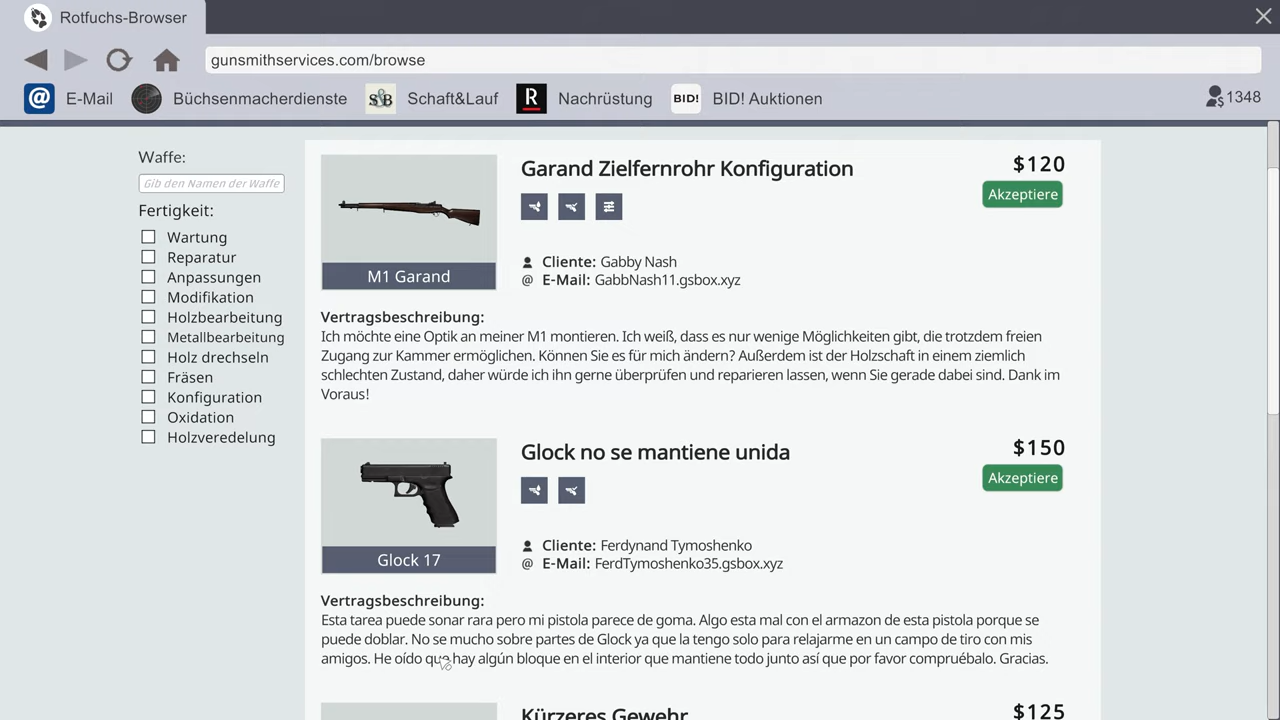 Rotfuchs-Browser
gunsmithservices.com/browse
@ E-Mail
Büchsenmacherdienste
S&B Schaft&Lauf
R Nachrüstung
BID! BID! Auktionen
1348
Waffe:
Gib den Namen der Waffe
Fertigkeit:
Wartung
Reparatur
Anpassungen
Modifikation
Holzbearbeitung
Metallbearbeitung
Holz drechseln
Fräsen
Konfiguration
Oxidation
Holzveredelung
Garand Zielfernrohr Konfiguration
$120
Akzeptiere
M1 Garand
Cliente: Gabby Nash
@ E-Mail: GabbNash11.gsbox.xyz
Vertragsbeschreibung:
Ich möchte eine Optik an meiner M1 montieren. Ich weiß, dass es nur wenige Möglichkeiten gibt, die trotzdem freien
Zugang zur Kammer ermöglichen. Können Sie es für mich ändern? Außerdem ist der Holzschaft in einem ziemlich
schlechten Zustand, daher würde ich ihn gerne überprüfen und reparieren lassen, wenn Sie gerade dabei sind. Dank im
Voraus!
Glock no se mantiene unida
$150
Akzeptiere
Glock 17
Cliente: Ferdynand Tymoshenko
@ E-Mail: FerdTymoshenko35.gsbox.xyz
Vertragsbeschreibung:
Esta tarea puede sonar rara pero mi pistola parece de goma. Algo esta mal con el armazon de esta pistola porque se
puede doblar. No se mucho sobre partes de Glock ya que la tengo solo para relajarme en un campo de tiro con mis
amigos. He oído que hay algún bloque en el interior que mantiene todo junto así que por favor compruébalo. Gracias.
Kürzeres Gewehr
$125